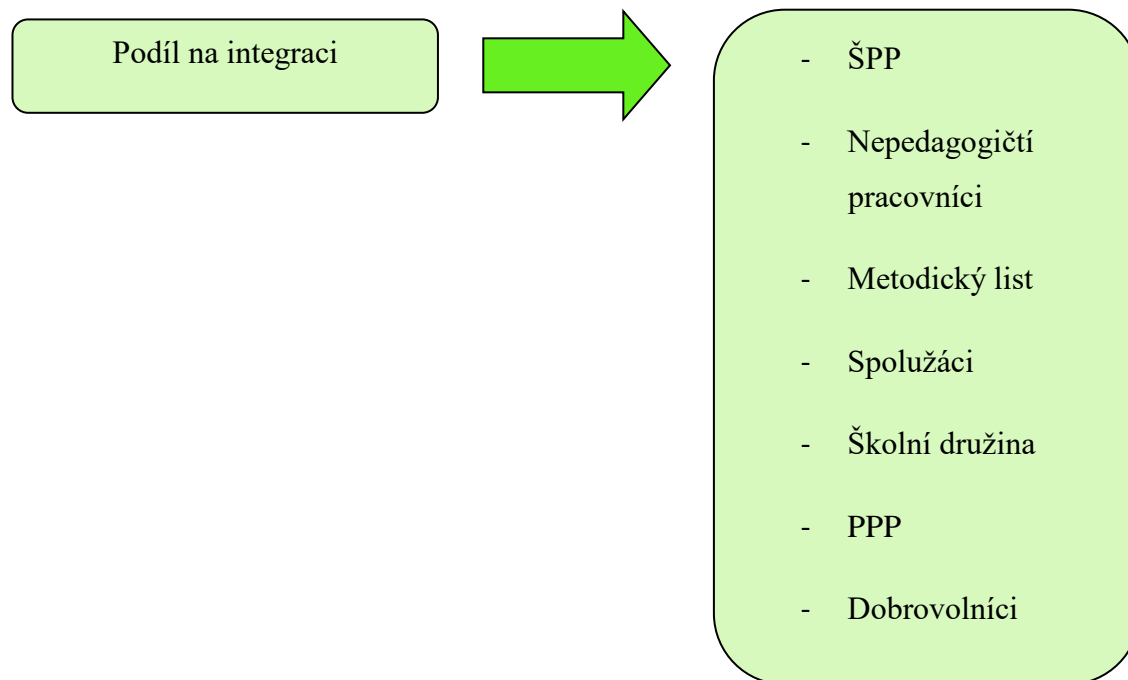 Podíl na integraci
- ŠPP
- Nepedagogičtí
pracovníci
- Metodický list
- Spolužáci
- Školní družina
- PPP
- Dobrovolníci